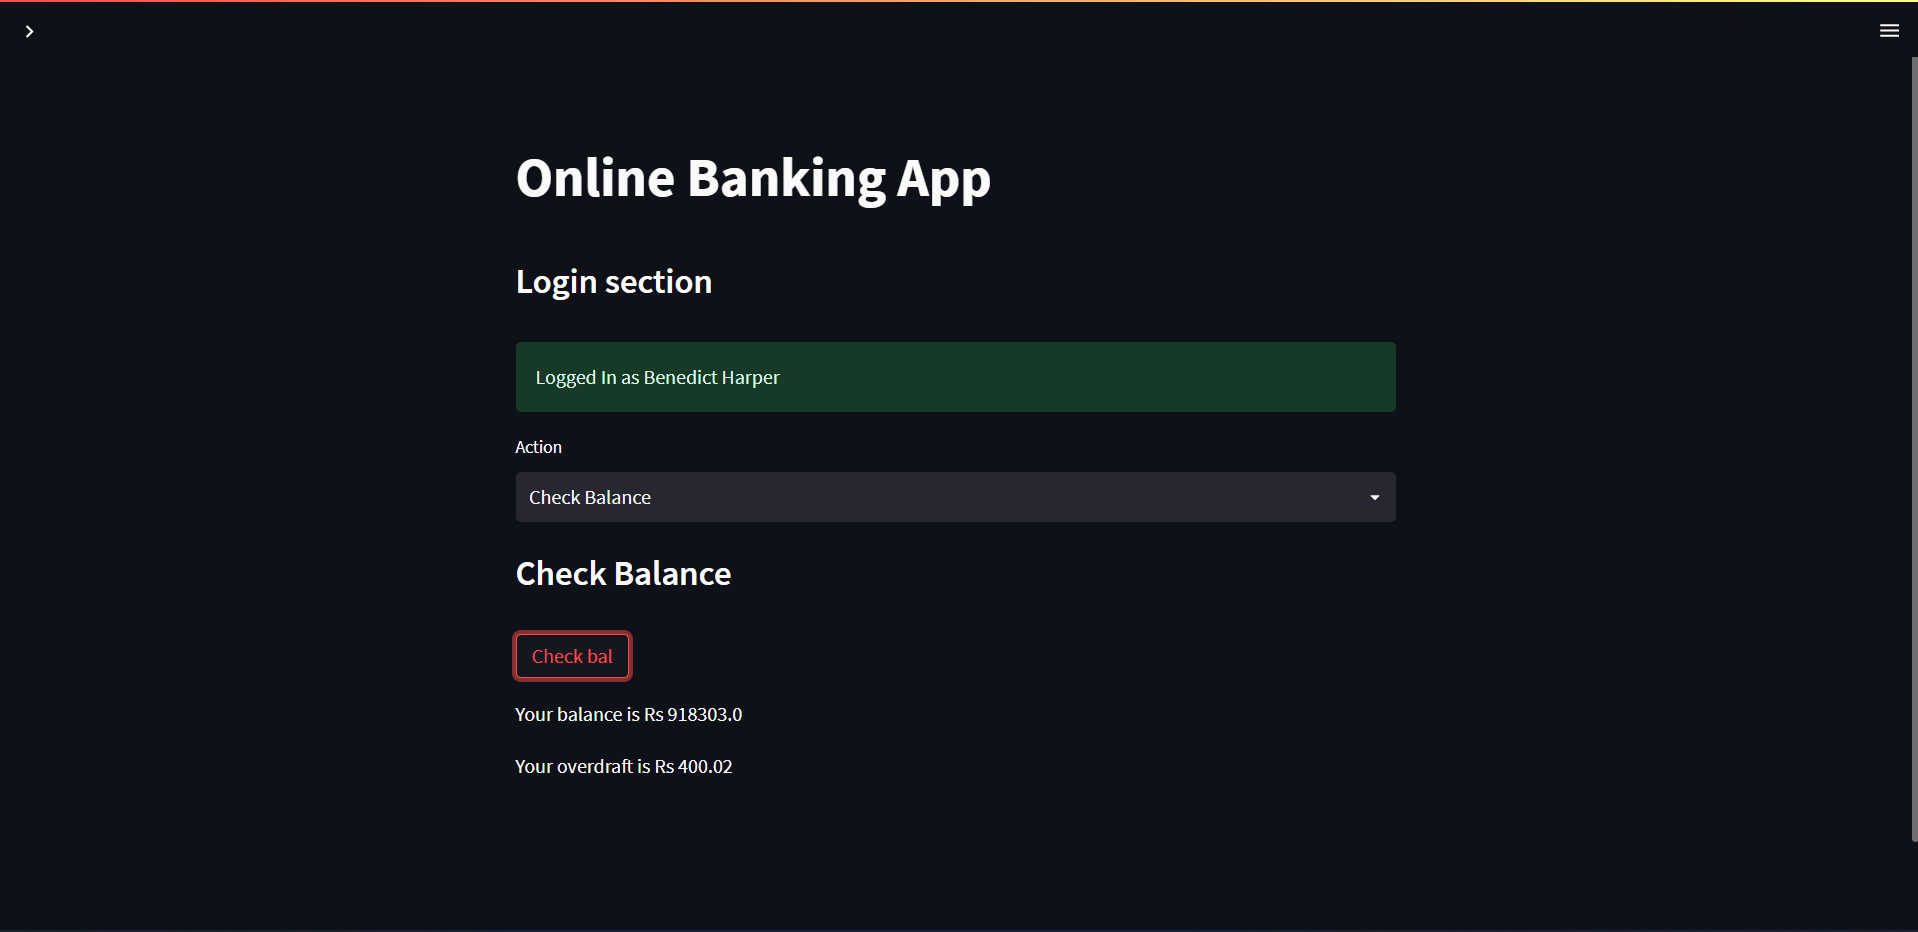 Online Banking App
Login section
Logged In as Benedict Harper
Action
Check Balance
Check Balance
Check bal
Your balance is Rs 918303.0
Your overdraft is Rs 400.02